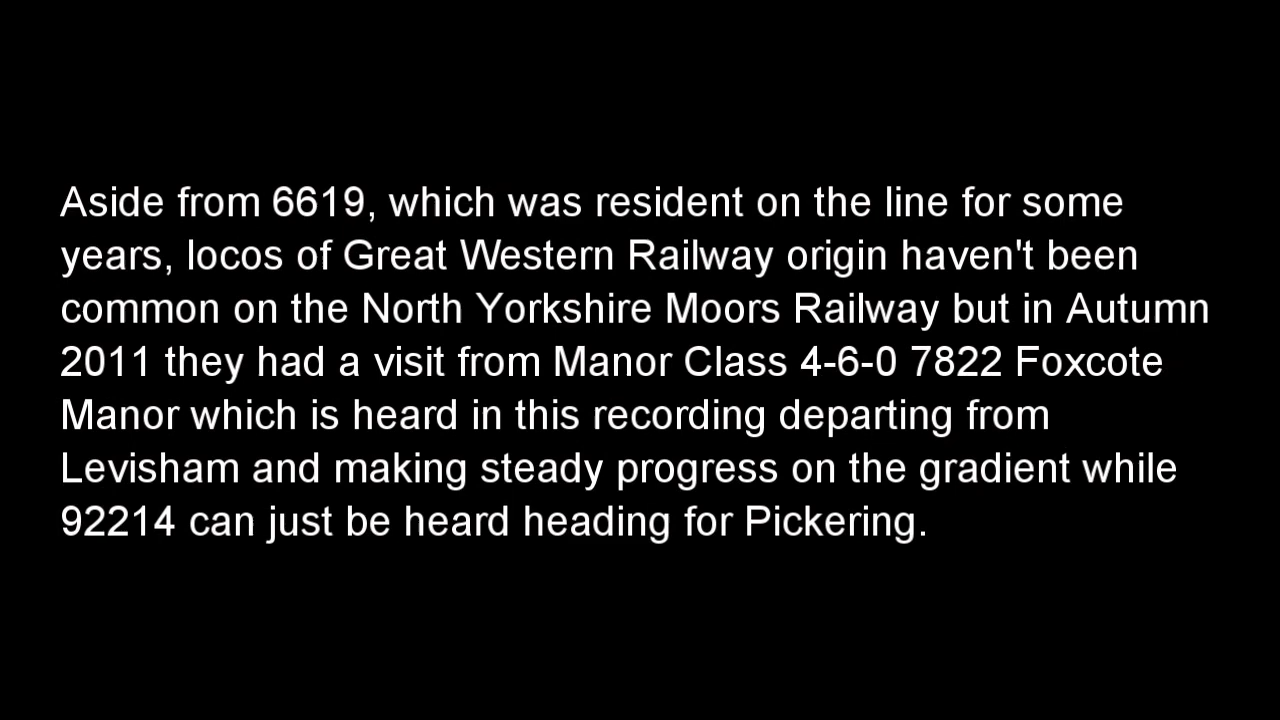 Aside from 6619, which was resident on the line for some
years, locos of Great Western Railway origin haven't been
common on the North Yorkshire Moors Railway but in Autumn
2011 they had a visit from Manor Class 4-6-0 7822 Foxcote
Manor which is heard in this recording departing from
Levisham and making steady progress on the gradient while
92214 can just be heard heading for Pickering.